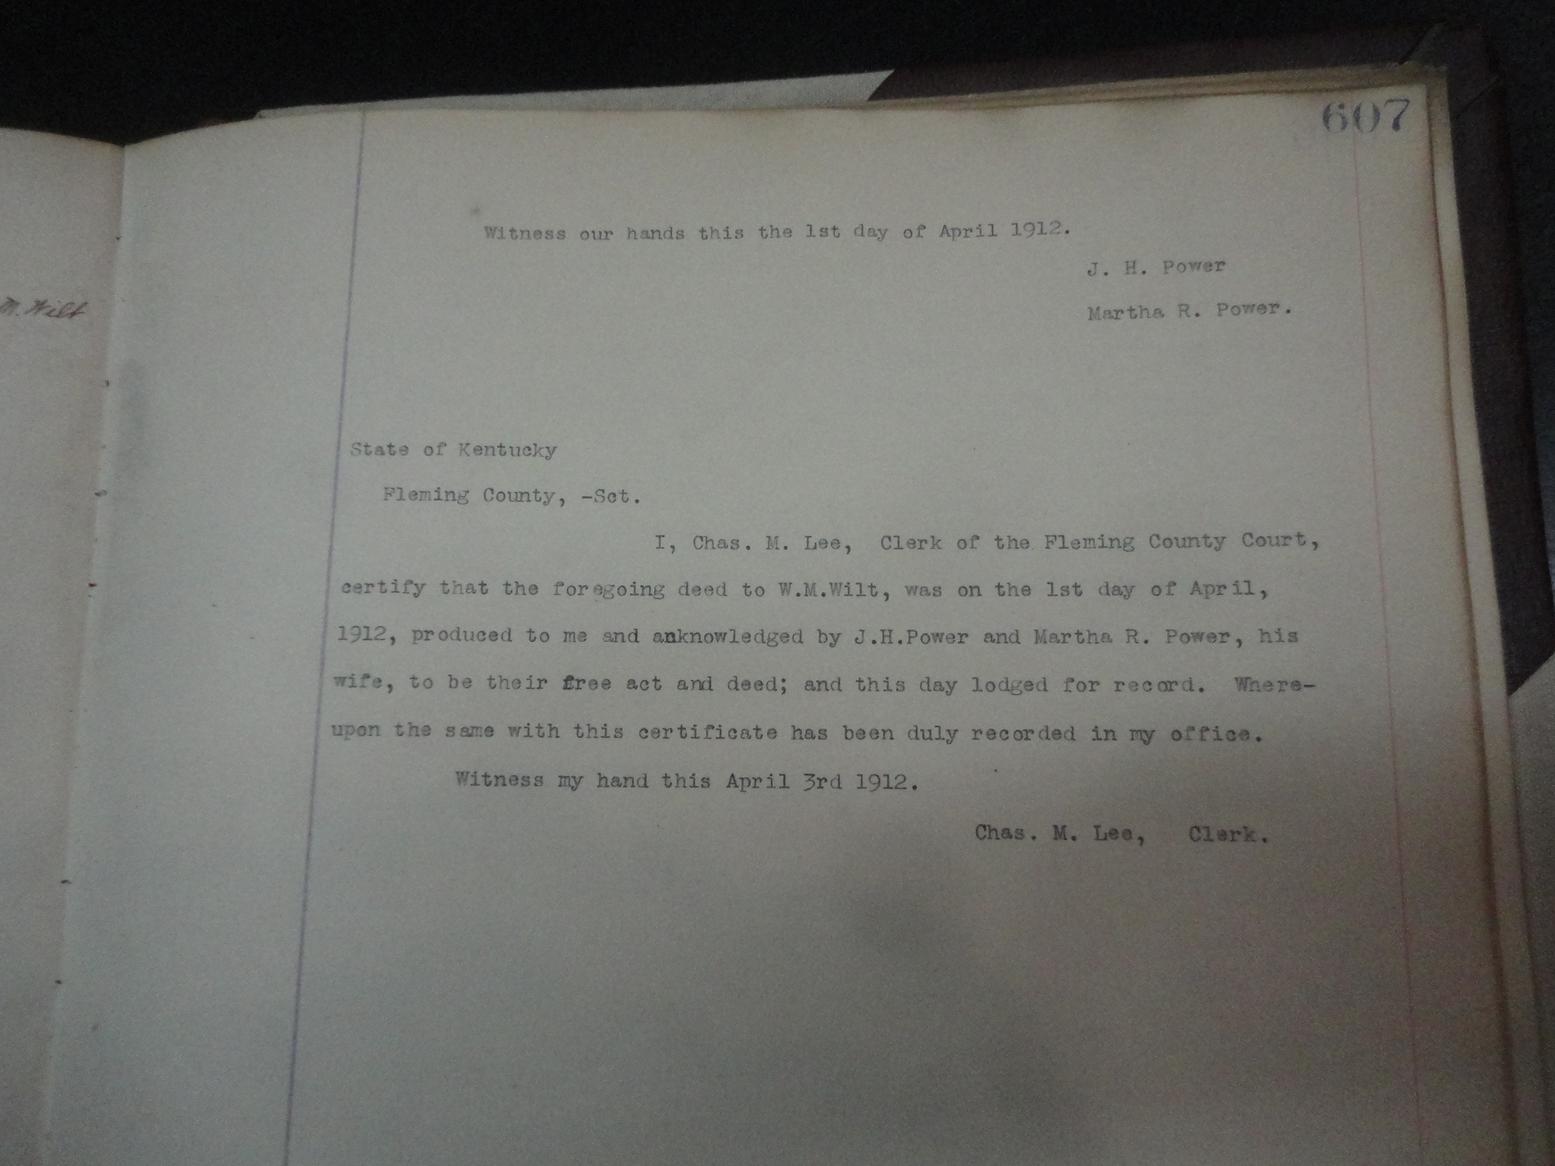 607
Witness our hands this the 1st day of April 1912.
J. H. Power
Martha R. Power.
M. Wilt
State of Kentucky
Fleming County, -Sct.
I, Chas. M. Lee, Clerk of the Fleming County Court,
certify that the foregoing deed to W.M.Wilt, was on the 1st day of April,
1912, produced to me and anknowledged by J.H.Power and Martha R. Power, his
wife, to be their free act and deed; and this day lodged for record. Where-
upon the same with this certificate has been duly recorded in my office.
Witness my hand this April 3rd 1912.
Chas. M. Lee, Clerk.